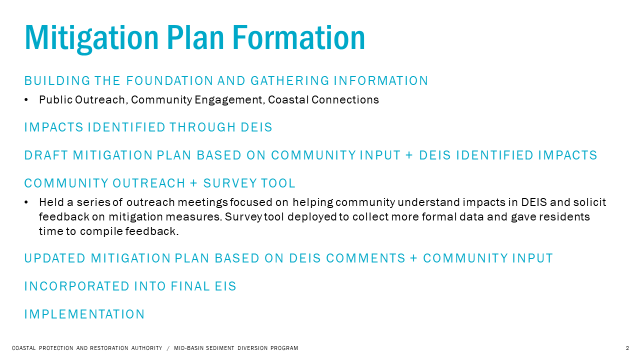 Mitigation Plan Formation
BUILDING THE FOUNDATION AND GATHERING INFORMATION
• Public Outreach, Community Engagement, Coastal Connections
IMPACTS IDENTIFIED THROUGH DEIS
DRAFT MITIGATION PLAN BASED ON COMMUNITY INPUT + DEIS IDENTIFIED IMPACTS
COMMUNITY OUTREACH + SURVEY TOOL
• Held a series of outreach meetings focused on helping community understand impacts in DEIS and solicit
feedback on mitigation measures. Survey tool deployed to collect more formal data and gave residents
time to compile feedback.
UPDATED MITIGATION PLAN BASED ON DEIS COMMENTS + COMMUNITY INPUT
INCORPORATED INTO FINAL EIS
IMPLEMENTATION
COASTAL PROTECTION AND RESTORATION AUTHORITY / MID-BASIN SEDIMENT DIVERSION PROGRAM
2